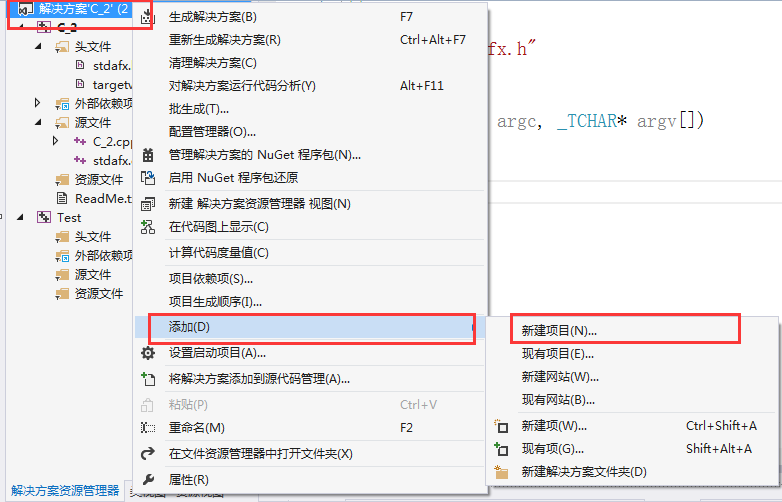 解决方案'C_2' (2
C_2
头文件
stdafx.
targetv
外部依赖项
源文件
C_2.cpp
stdafx.
资源文件
ReadMe.t
Test
头文件
外部依赖项
源文件
资源文件
解决方案资源管理器
fx.h"
argc, _TCHAR* argv[])
生成解决方案(B) F7
重新生成解决方案(R) Ctrl+Alt+F7
清理解决方案(C)
对解决方案运行代码分析(Y) Alt+F11
批生成(T)...
配置管理器(O)...
管理解决方案的 NuGet 程序包(N)...
启用 NuGet 程序包还原
新建 解决方案资源管理器 视图(N)
在代码图上显示(C)
计算代码度量值(C)
项目依赖项(S)...
项目生成顺序(I)...
添加(D)
设置启动项目(A)...
将解决方案添加到源代码管理(A)...
粘贴(P) Ctrl+V
重命名(M) F2
在文件资源管理器中打开文件夹(X)
属性(R)
新建项目(N)...
现有项目(E)...
新建网站(W)...
现有网站(B)...
新建项(W)... Ctrl+Shift+A
现有项(G)... Shift+Alt+A
新建解决方案文件夹(D)